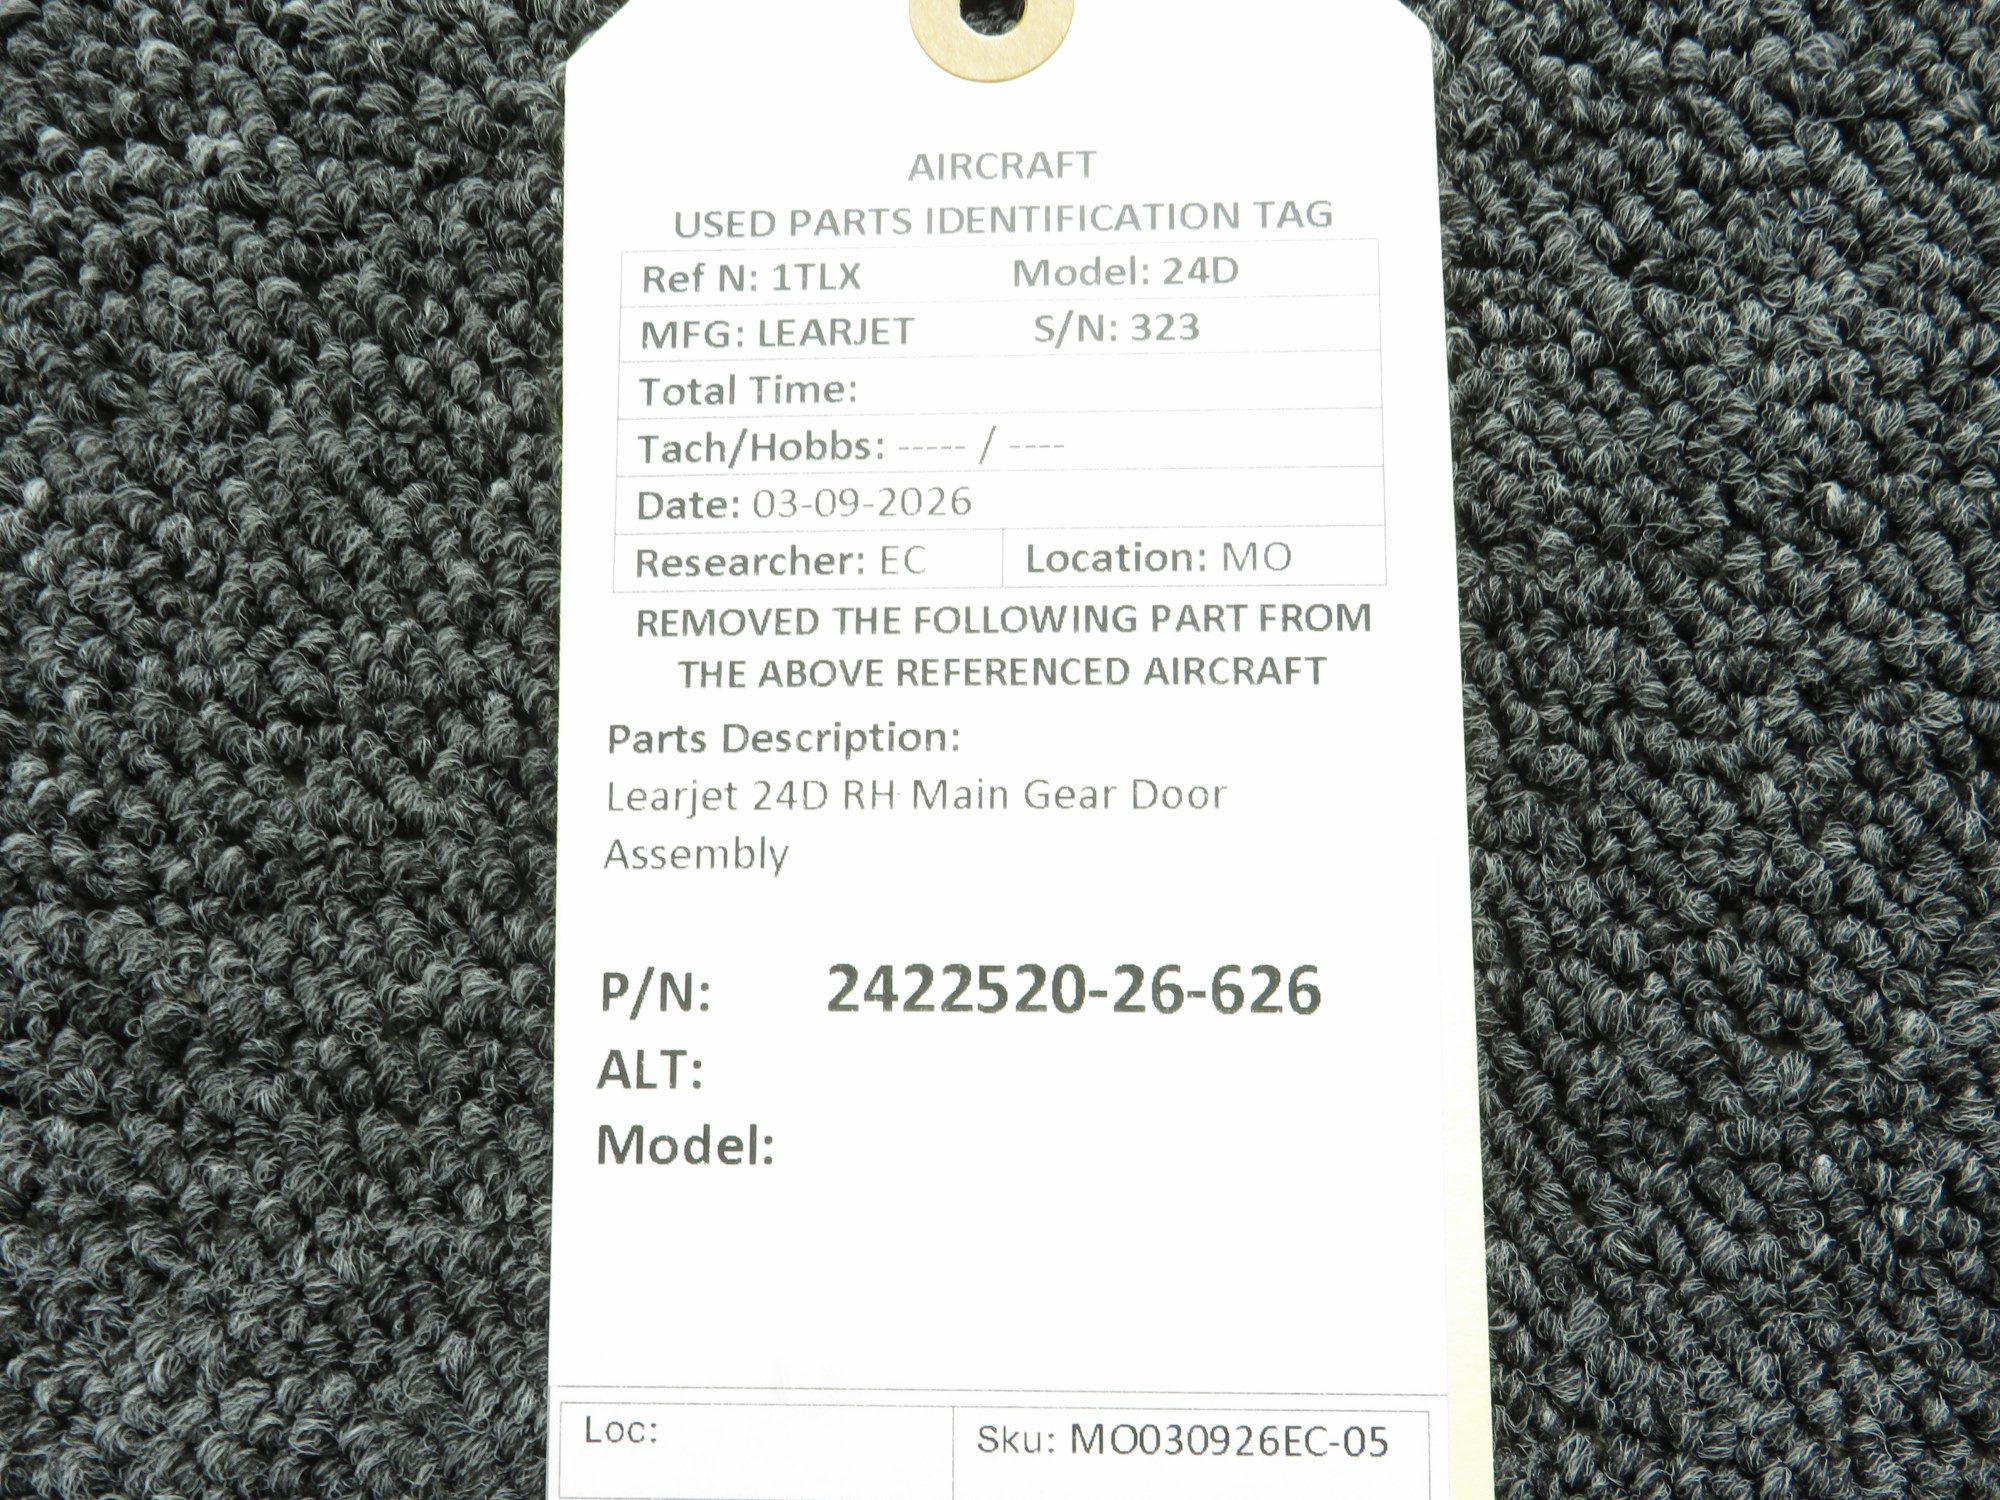 AIRCRAFT
USED PARTS IDENTIFICATION TAG
Ref N: 1TLX Model: 24D
MFG: LEARJET S/N: 323
Total Time:
Tach/Hobbs: ----- / ----
Date: 03-09-2026
Researcher: EC Location: MO
REMOVED THE FOLLOWING PART FROM
THE ABOVE REFERENCED AIRCRAFT
Parts Description:
Learjet 24D RH Main Gear Door
Assembly
P/N: 2422520-26-626
ALT:
Model:
Loc: Sku: MO030926EC-05